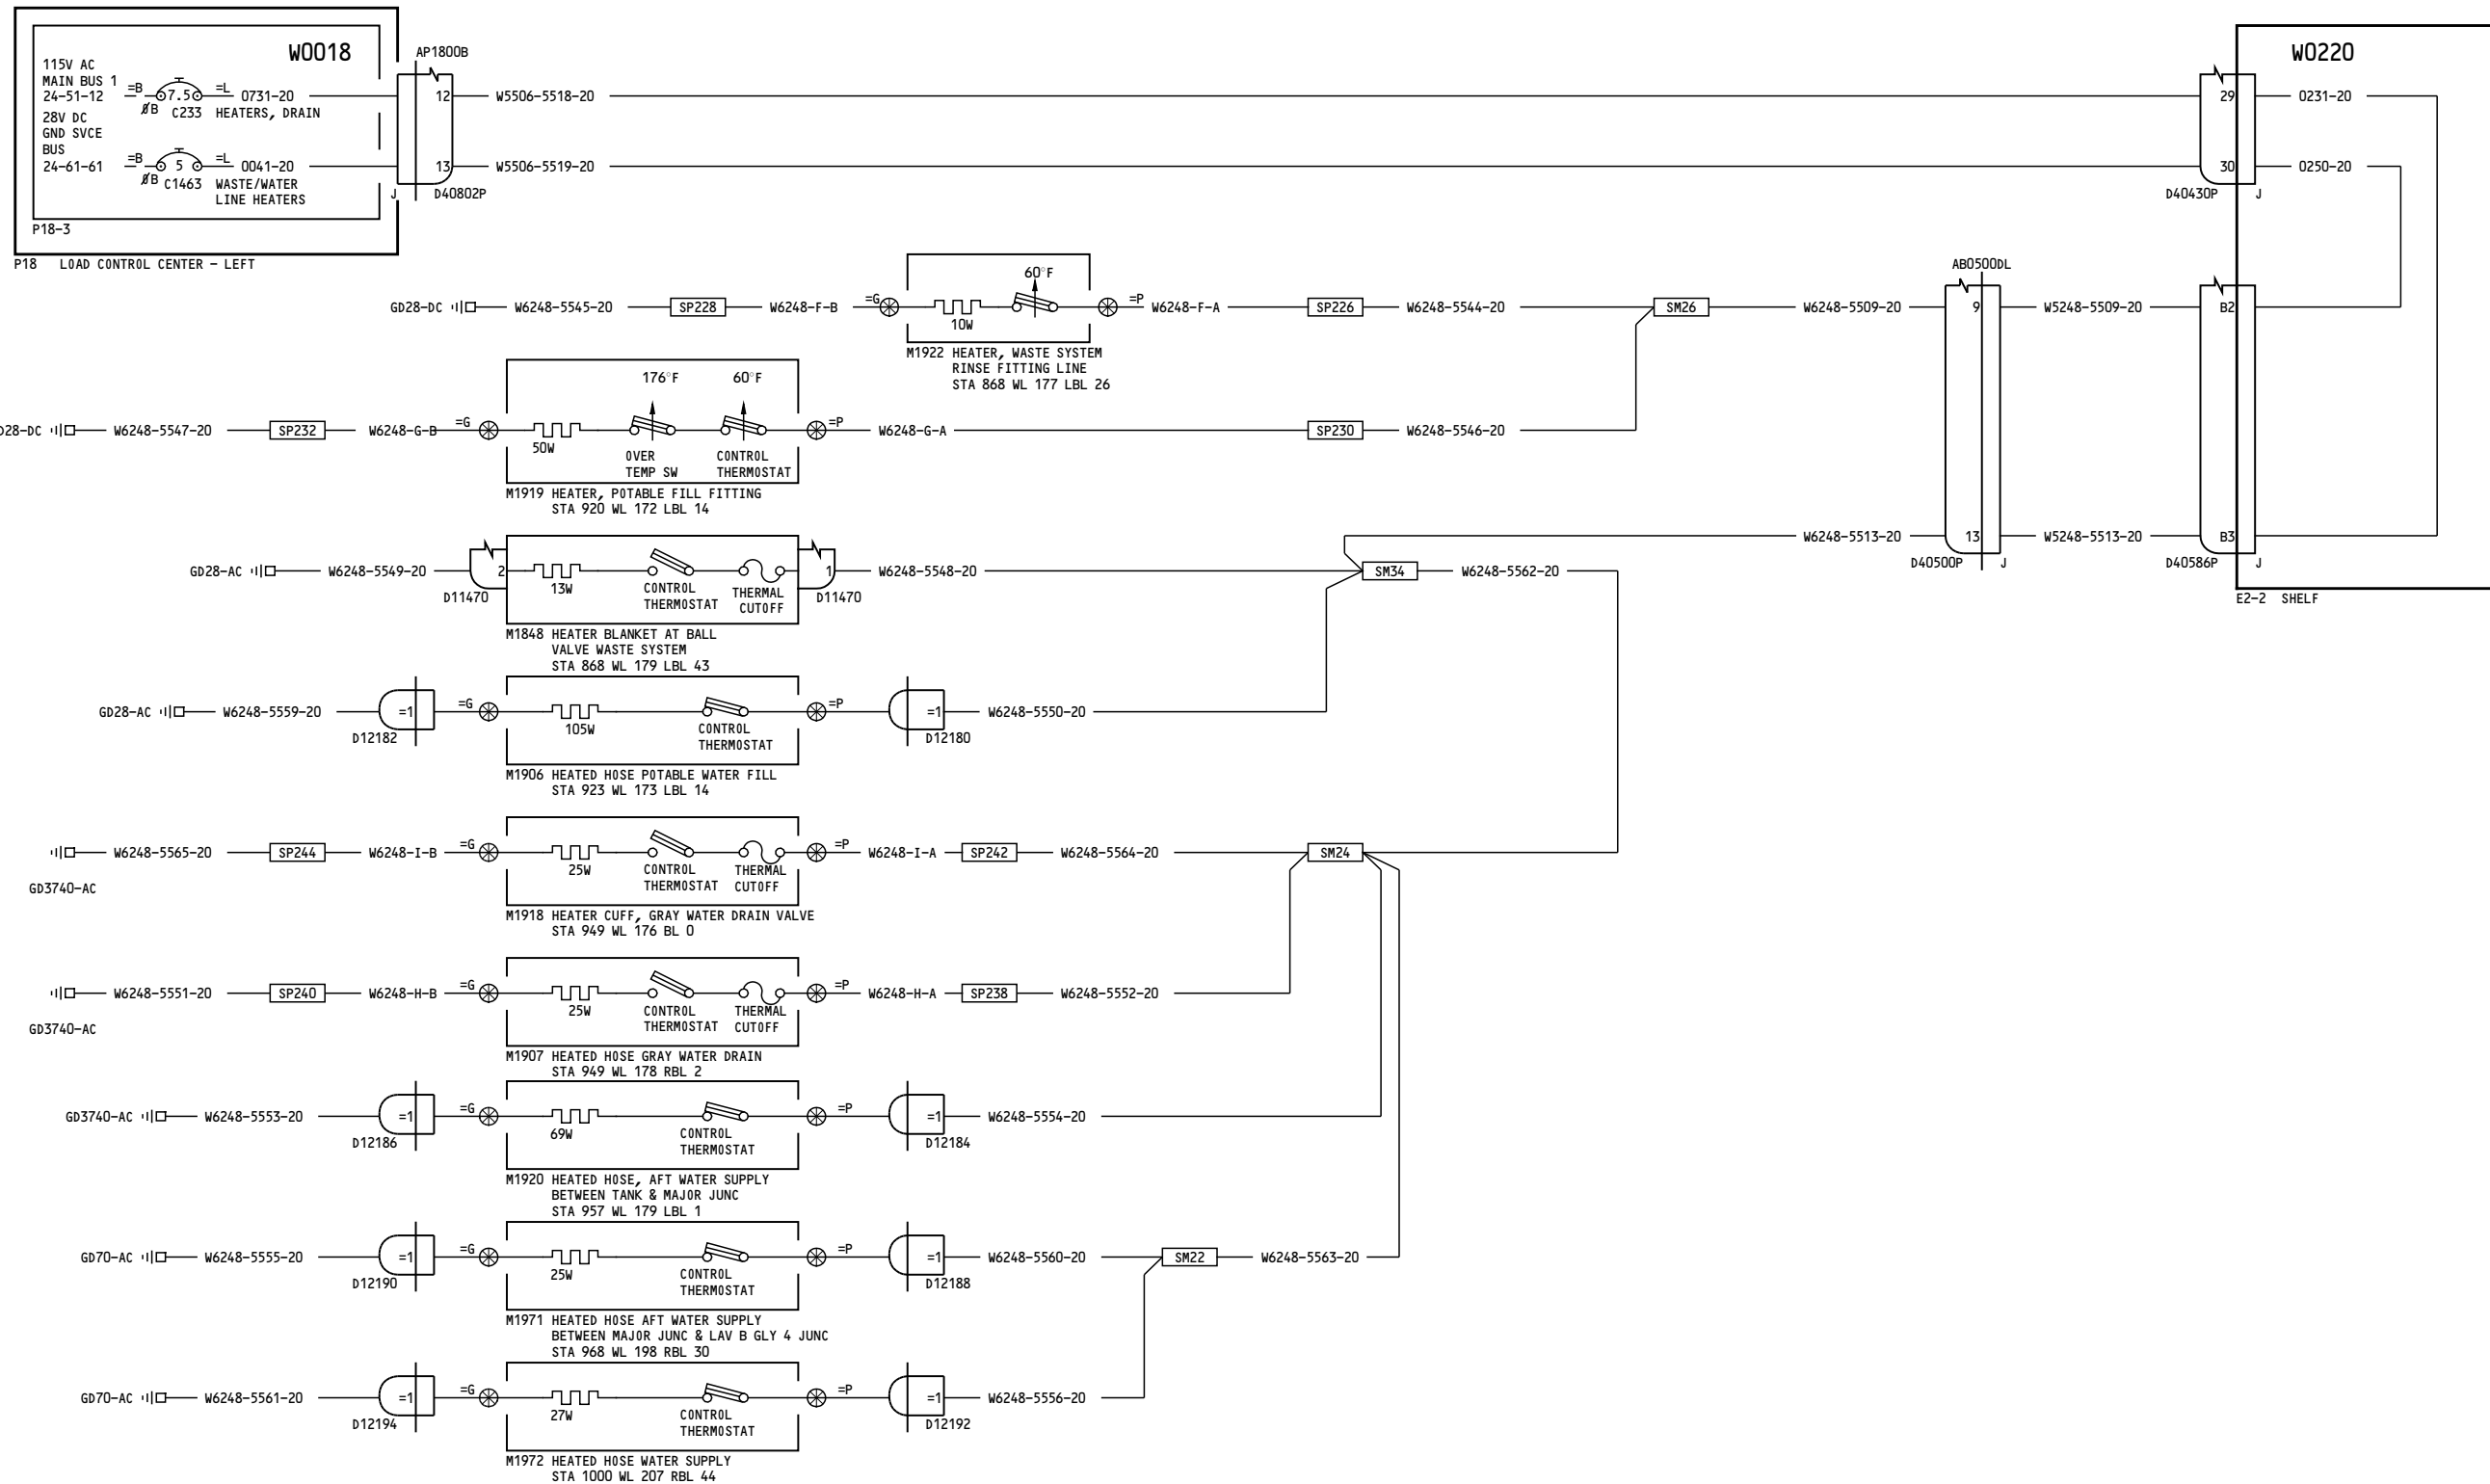 W0018
115V AC
MAIN BUS 1
24-51-12 =B 7.5 =L 0731-20
ØB C233 HEATERS, DRAIN
28V DC
GND SVCE
BUS
24-61-61 =B 5 =L 0041-20
ØB C1463 WASTE/WATER
LINE HEATERS
P18-3
P18 LOAD CONTROL CENTER - LEFT
AP1800B
12 W5506-5518-20
13 W5506-5519-20
J D40802P
W0220
29 0231-20
30 0250-20
D40430P J
GD28-DC W6248-5545-20 SP228 W6248-F-B =G 10W 60°F =P W6248-F-A SP226 W6248-5544-20 SM26 W6248-5509-20 9 W5248-5509-20 B2
AB0500DL
M1922 HEATER, WASTE SYSTEM
RINSE FITTING LINE
STA 868 WL 177 LBL 26
176°F 60°F
28-DC W6248-5547-20 SP232 W6248-G-B =G 50W =P W6248-G-A SP230 W6248-5546-20
OVER
TEMP SW
CONTROL
THERMOSTAT
M1919 HEATER, POTABLE FILL FITTING
STA 920 WL 172 LBL 14
W6248-5513-20 13 W5248-5513-20 B3
D40500P J D40586P J
E2-2 SHELF
GD28-AC W6248-5549-20 2 13W 1 W6248-5548-20 SM34 W6248-5562-20
D11470 CONTROL
THERMOSTAT
THERMAL
CUTOFF
D11470
M1848 HEATER BLANKET AT BALL
VALVE WASTE SYSTEM
STA 868 WL 179 LBL 43
GD28-AC W6248-5559-20 =1 =G 105W =P =1 W6248-5550-20
D12182 CONTROL
THERMOSTAT
D12180
M1906 HEATED HOSE POTABLE WATER FILL
STA 923 WL 173 LBL 14
W6248-5565-20 SP244 W6248-I-B =G 25W =P W6248-I-A SP242 W6248-5564-20 SM24
GD3740-AC
CONTROL
THERMOSTAT
THERMAL
CUTOFF
M1918 HEATER CUFF, GRAY WATER DRAIN VALVE
STA 949 WL 176 BL 0
W6248-5551-20 SP240 W6248-H-B =G 25W =P W6248-H-A SP238 W6248-5552-20
GD3740-AC
CONTROL
THERMOSTAT
THERMAL
CUTOFF
M1907 HEATED HOSE GRAY WATER DRAIN
STA 949 WL 178 RBL 2
GD3740-AC W6248-5553-20 =1 =G 69W =P =1 W6248-5554-20
D12186 CONTROL
THERMOSTAT
D12184
M1920 HEATED HOSE, AFT WATER SUPPLY
BETWEEN TANK & MAJOR JUNC
STA 957 WL 179 LBL 1
GD70-AC W6248-5555-20 =1 =G 25W =P =1 W6248-5560-20 SM22 W6248-5563-20
D12190 CONTROL
THERMOSTAT
D12188
M1971 HEATED HOSE AFT WATER SUPPLY
BETWEEN MAJOR JUNC & LAV B GLY 4 JUNC
STA 968 WL 198 RBL 30
GD70-AC W6248-5561-20 =1 =G 27W =P =1 W6248-5556-20
D12194 CONTROL
THERMOSTAT
D12192
M1972 HEATED HOSE WATER SUPPLY
STA 1000 WL 207 RBL 44